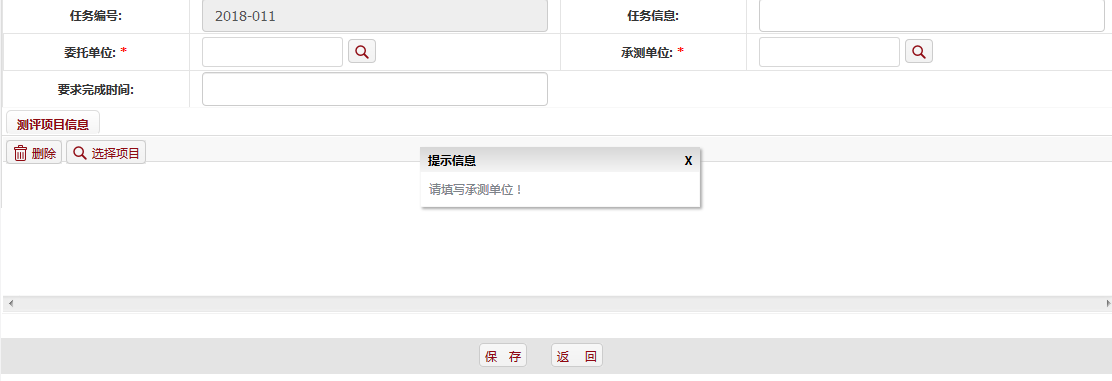 任务编号: 2018-011 任务信息:
委托单位: * 承测单位: *
要求完成时间:
测评项目信息
删除 选择项目
提示信息 X
请填写承测单位！
保 存 返 回